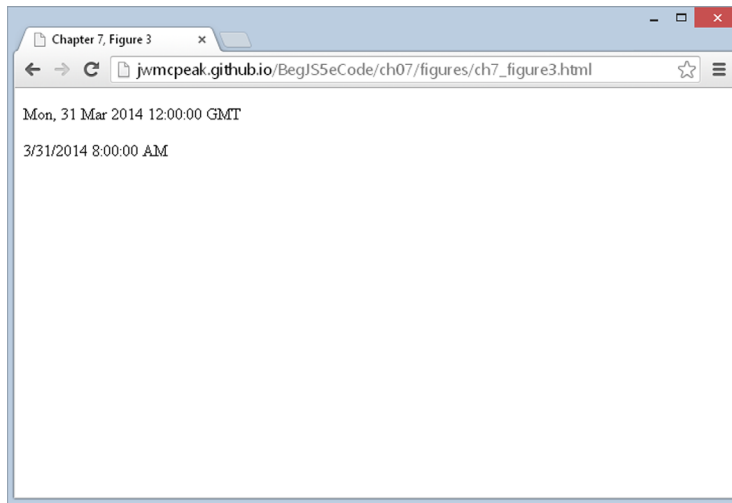 Chapter 7, Figure 3
jwmcpeak.github.io/BegJS5eCode/ch07/figures/ch7_figure3.html
Mon, 31 Mar 2014 12:00:00 GMT
3/31/2014 8:00:00 AM